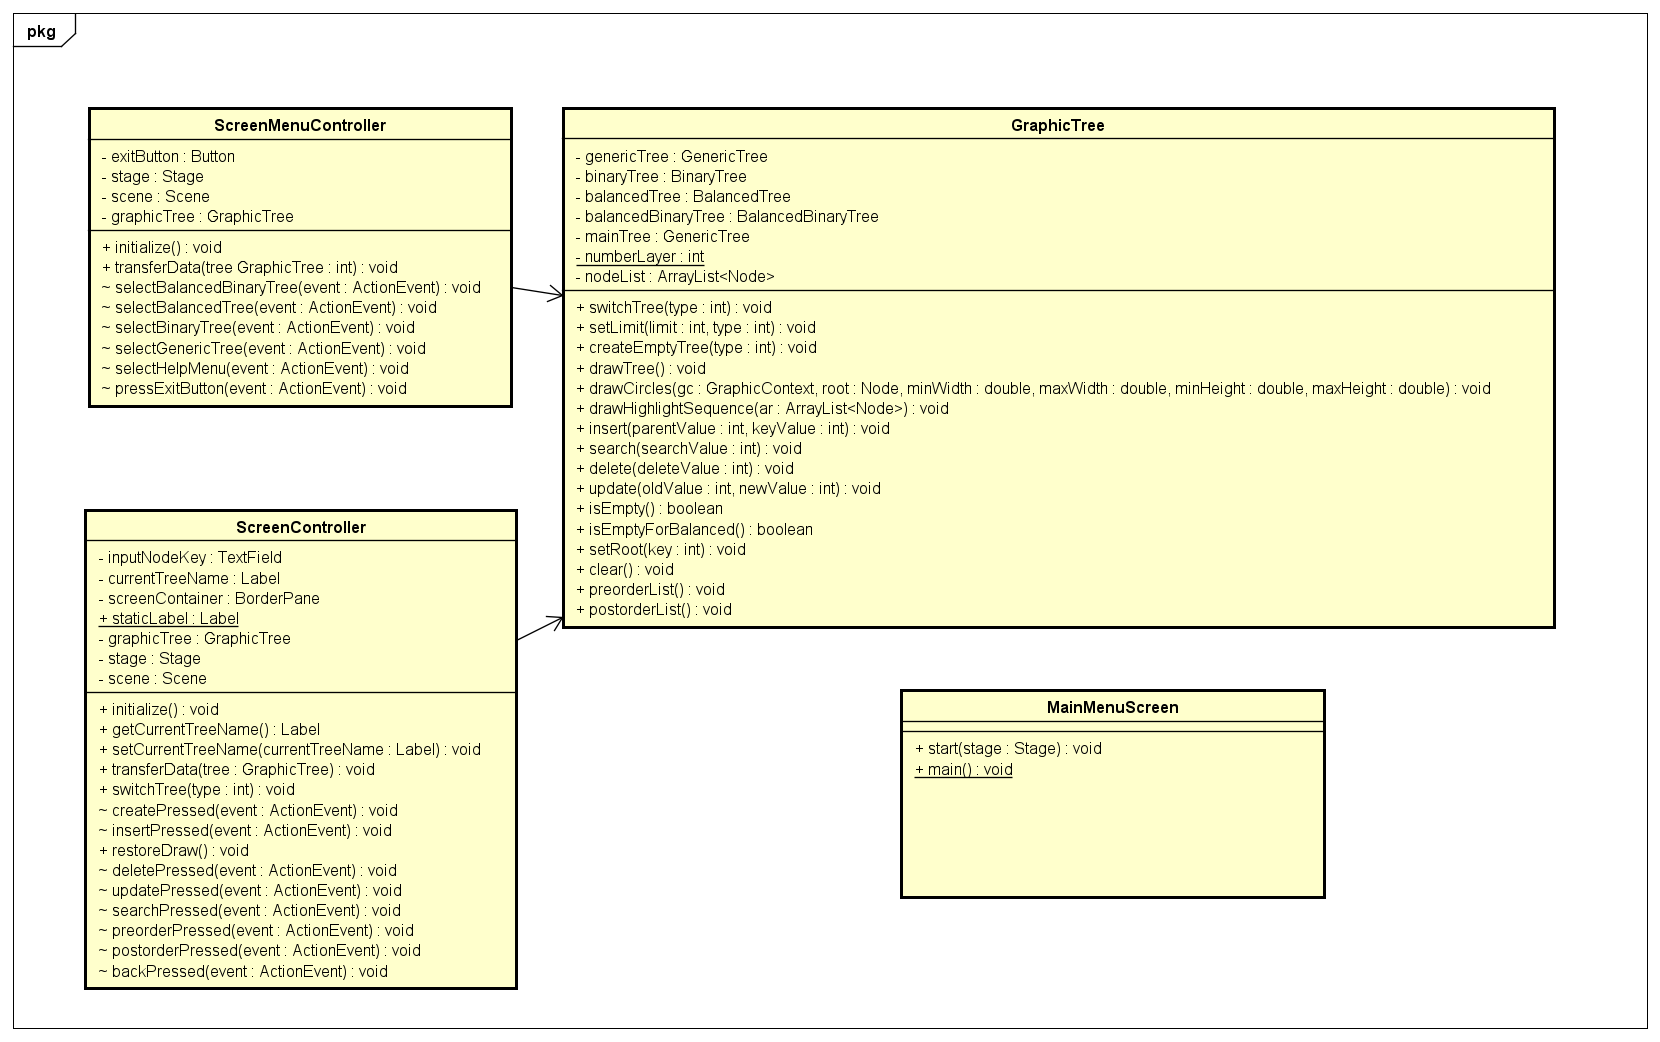 pkg
ScreenMenuController
- exitButton : Button
- stage : Stage
- scene : Scene
- graphicTree : GraphicTree
+ initialize() : void
+ transferData(tree GraphicTree : int) : void
~ selectBalancedBinaryTree(event : ActionEvent) : void
~ selectBalancedTree(event : ActionEvent) : void
~ selectBinaryTree(event : ActionEvent) : void
~ selectGenericTree(event : ActionEvent) : void
~ selectHelpMenu(event : ActionEvent) : void
~ pressExitButton(event : ActionEvent) : void
GraphicTree
- genericTree : GenericTree
- binaryTree : BinaryTree
- balancedTree : BalancedTree
- balancedBinaryTree : BalancedBinaryTree
- mainTree : GenericTree
- numberLayer : int
- nodeList : ArrayList<Node>
+ switchTree(type : int) : void
+ setLimit(limit : int, type : int) : void
+ createEmptyTree(type : int) : void
+ drawTree() : void
+ drawCircles(gc : GraphicContext, root : Node, minWidth : double, maxWidth : double, minHeight : double, maxHeight : double) : void
+ drawHighlightSequence(ar : ArrayList<Node>) : void
+ insert(parentValue : int, keyValue : int) : void
+ search(searchValue : int) : void
+ delete(deleteValue : int) : void
+ update(oldValue : int, newValue : int) : void
+ isEmpty() : boolean
+ isEmptyForBalanced() : boolean
+ setRoot(key : int) : void
+ clear() : void
+ preorderList() : void
+ postorderList() : void
ScreenController
- inputNodeKey : TextField
- currentTreeName : Label
- screenContainer : BorderPane
+ staticLabel : Label
- graphicTree : GraphicTree
- stage : Stage
- scene : Scene
+ initialize() : void
+ getCurrentTreeName() : Label
+ setCurrentTreeName(currentTreeName : Label) : void
+ transferData(tree : GraphicTree) : void
+ switchTree(type : int) : void
~ createPressed(event : ActionEvent) : void
~ insertPressed(event : ActionEvent) : void
+ restoreDraw() : void
~ deletePressed(event : ActionEvent) : void
~ updatePressed(event : ActionEvent) : void
~ searchPressed(event : ActionEvent) : void
~ preorderPressed(event : ActionEvent) : void
~ postorderPressed(event : ActionEvent) : void
~ backPressed(event : ActionEvent) : void
MainMenuScreen
+ start(stage : Stage) : void
+ main() : void